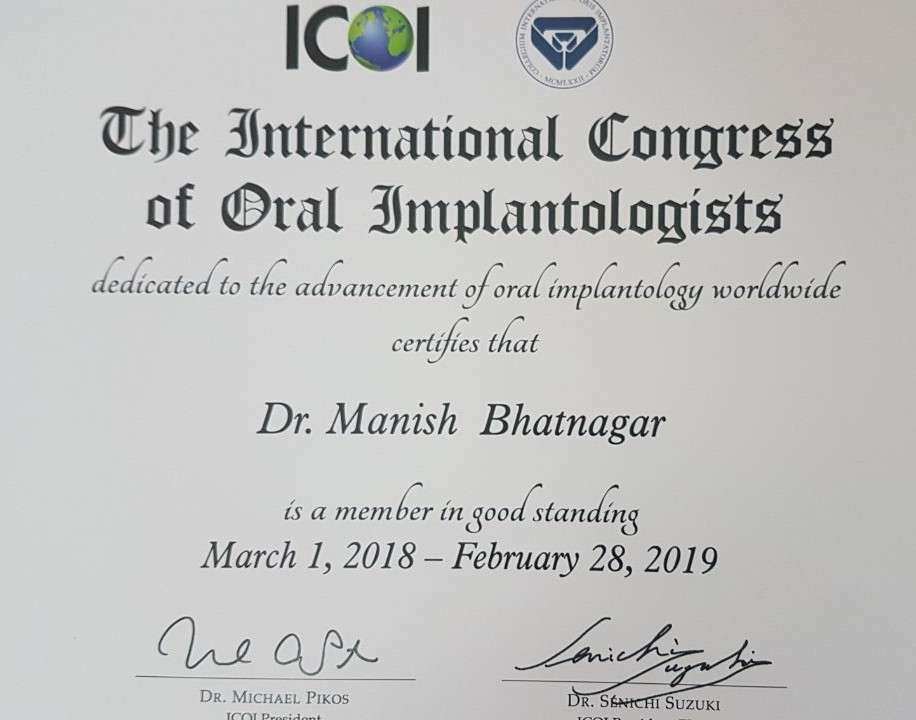 ICOI
COLLEGIUM INTERNATIONALE ORIS IMPLANTATORUM
· MCMLXXII ·
The International Congress
of Oral Implantologists
dedicated to the advancement of oral implantology worldwide
certifies that
Dr. Manish Bhatnagar
is a member in good standing
March 1, 2018 – February 28, 2019
DR. MICHAEL PIKOS
DR. SENICHI SUZUKI
ICOI President